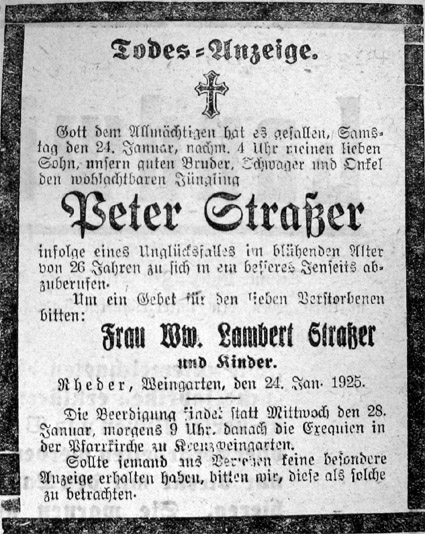 Todes-Anzeige.
Gott dem Allmächtigen hat es gefallen, Sams-
tag den 24. Januar, nachm. 4 Uhr meinen lieben
Sohn, unsern guten Bruder, Schwager und Onkel
den wohlachtbaren Jüngling
Peter Straßer
infolge eines Unglücksfalles im blühenden Alter
von 26 Jahren zu sich in ein besseres Jenseits ab-
zuberufen.
Um ein Gebet für den lieben Verstorbenen
bitten:
Frau Ww. Lambert Straßer
und Kinder.
Rheder, Weingarten, den 24. Jan. 1925.
Die Beerdigung findet statt Mittwoch den 28.
Januar, morgens 9 Uhr, danach die Exequien in
der Pfarrkirche zu Kreuzweingarten.
Sollte jemand aus Versehen keine besondere
Anzeige erhalten haben, bitten wir, diese als solche
zu betrachten.